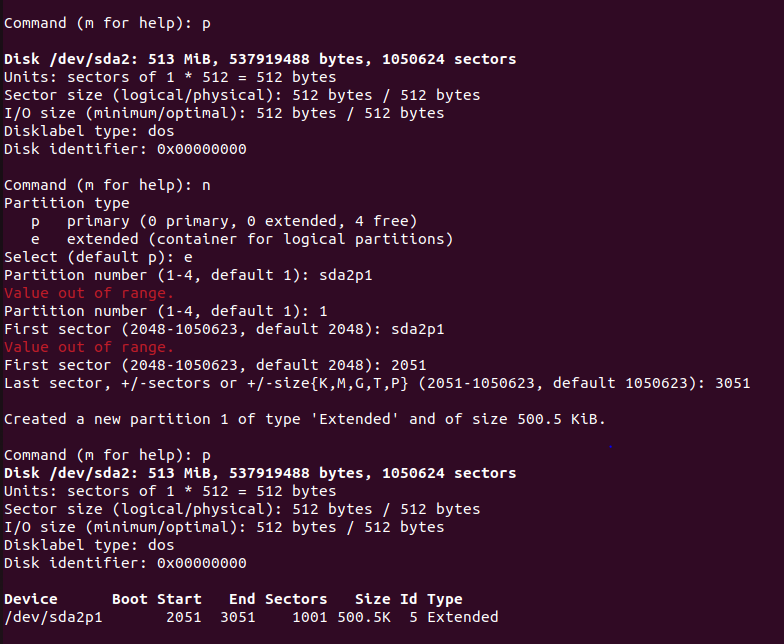 Command (m for help): p
Disk /dev/sda2: 513 MiB, 537919488 bytes, 1050624 sectors
Units: sectors of 1 * 512 = 512 bytes
Sector size (logical/physical): 512 bytes / 512 bytes
I/O size (minimum/optimal): 512 bytes / 512 bytes
Disklabel type: dos
Disk identifier: 0x00000000
Command (m for help): n
Partition type
p   primary (0 primary, 0 extended, 4 free)
e   extended (container for logical partitions)
Select (default p): e
Partition number (1-4, default 1): sda2p1
Value out of range.
Partition number (1-4, default 1): 1
First sector (2048-1050623, default 2048): sda2p1
Value out of range.
First sector (2048-1050623, default 2048): 2051
Last sector, +/-sectors or +/-size{K,M,G,T,P} (2051-1050623, default 1050623): 3051
Created a new partition 1 of type 'Extended' and of size 500.5 KiB.
Command (m for help): p
Disk /dev/sda2: 513 MiB, 537919488 bytes, 1050624 sectors
Units: sectors of 1 * 512 = 512 bytes
Sector size (logical/physical): 512 bytes / 512 bytes
I/O size (minimum/optimal): 512 bytes / 512 bytes
Disklabel type: dos
Disk identifier: 0x00000000
Device      Boot Start   End Sectors   Size Id Type
/dev/sda2p1       2051  3051    1001 500.5K  5 Extended